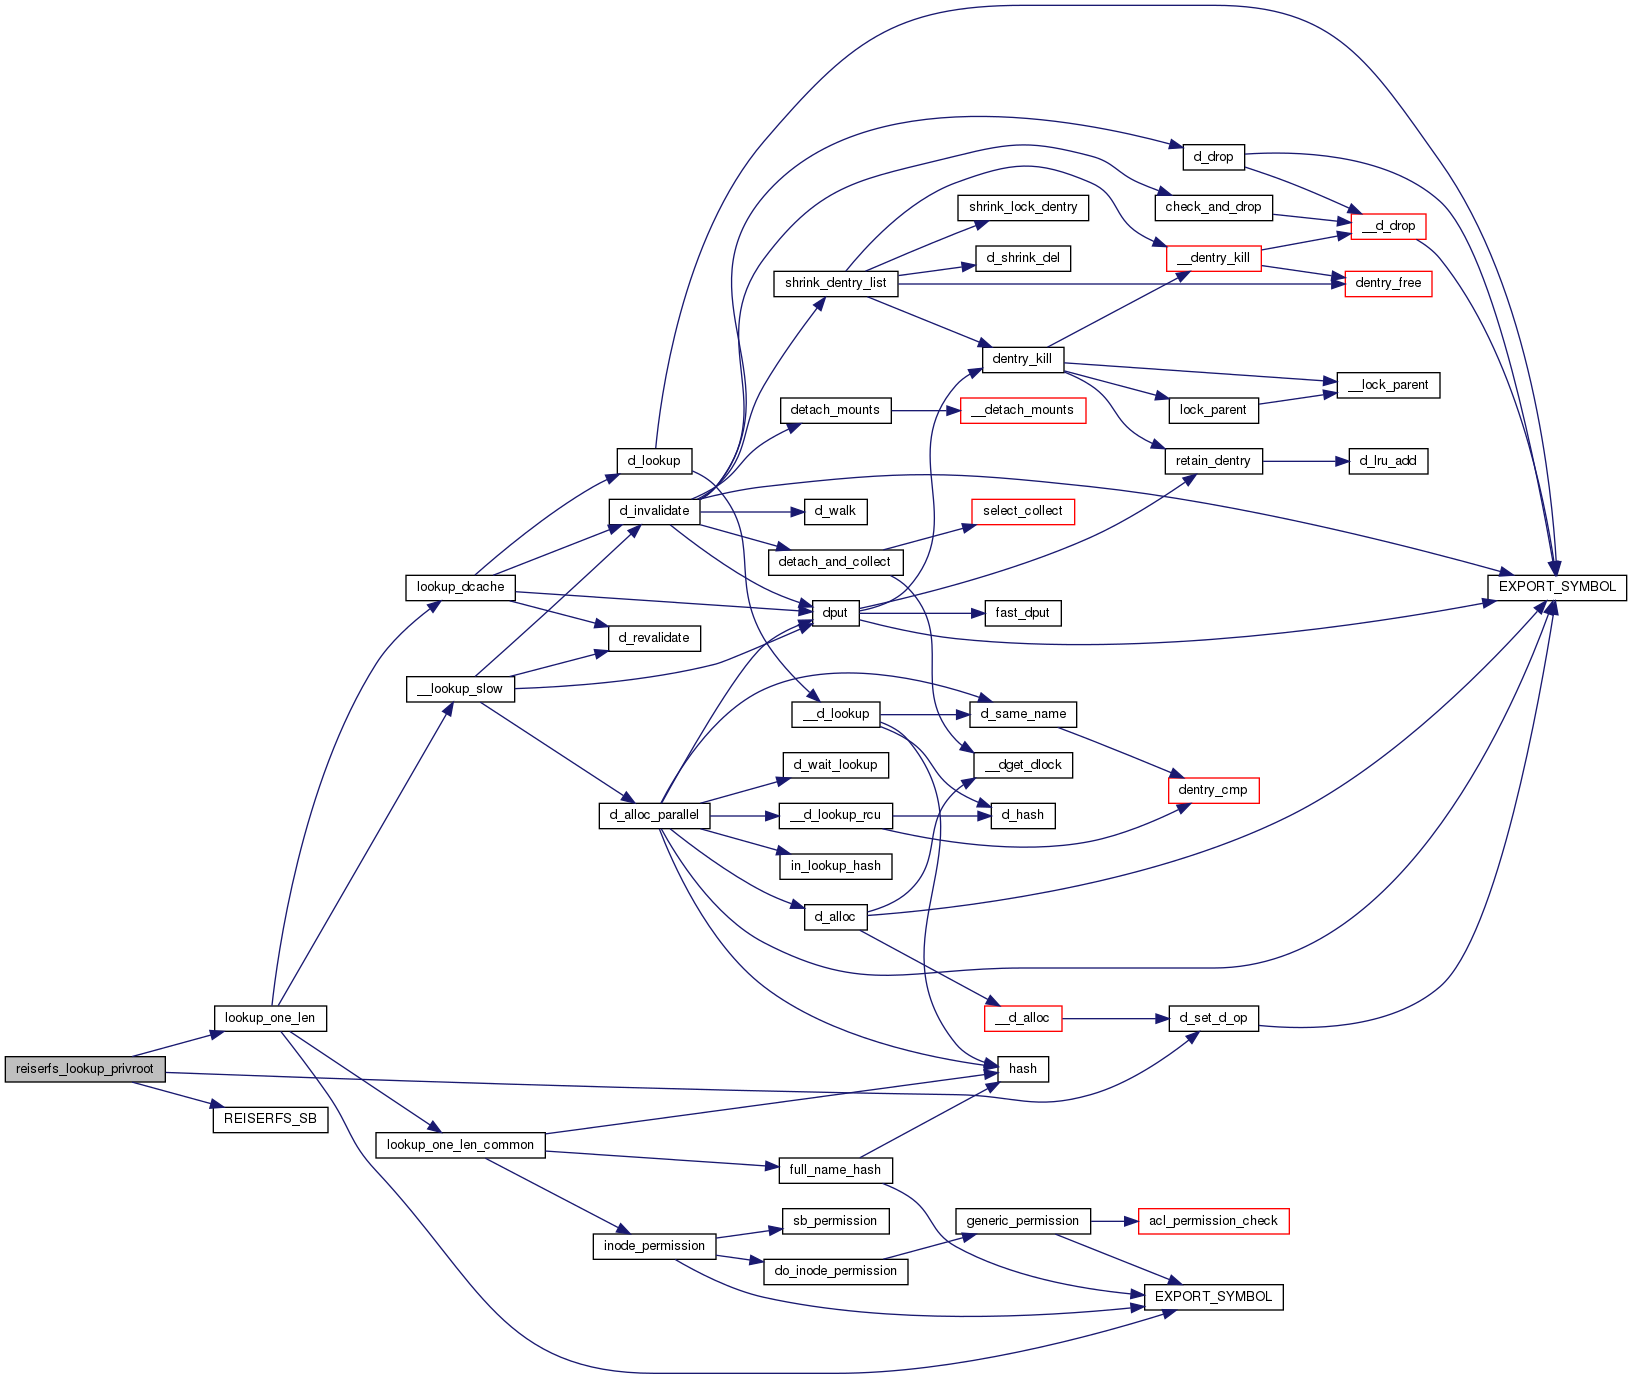 d_drop
check_and_drop
shrink_lock_dentry
__d_drop
d_shrink_del
__dentry_kill
shrink_dentry_list
dentry_free
dentry_kill
__lock_parent
detach_mounts
__detach_mounts
lock_parent
d_lookup
retain_dentry
d_lru_add
d_invalidate
d_walk
select_collect
detach_and_collect
lookup_dcache
EXPORT_SYMBOL
dput
fast_dput
d_revalidate
__lookup_slow
__d_lookup
d_same_name
d_wait_lookup
__dget_dlock
dentry_cmp
d_alloc_parallel
__d_lookup_rcu
d_hash
in_lookup_hash
d_alloc
lookup_one_len
__d_alloc
d_set_d_op
reiserfs_lookup_privroot
hash
REISERFS_SB
lookup_one_len_common
full_name_hash
sb_permission
generic_permission
acl_permission_check
inode_permission
do_inode_permission
EXPORT_SYMBOL